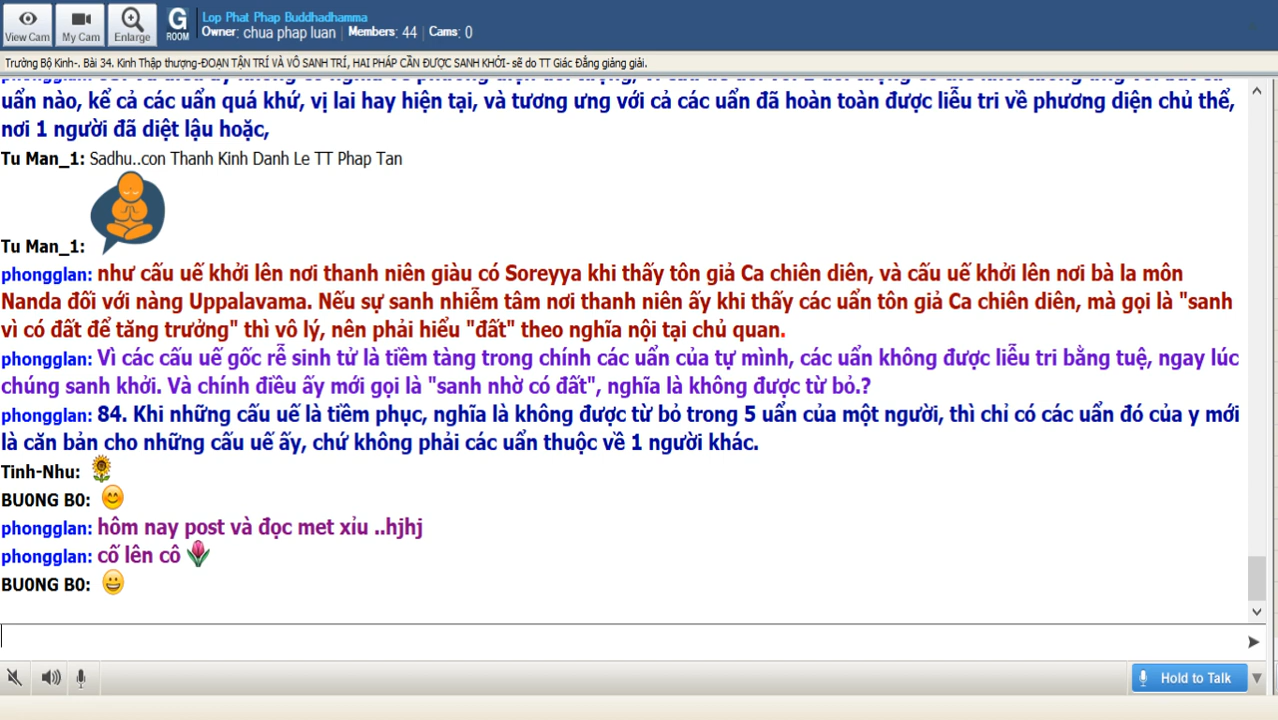 View Cam
My Cam
Enlarge
G
ROOM
Lop Phat Phap Buddhadhamma
Owner: chua phap luan | Members: 44 | Cams: 0
Trường Bộ Kinh-. Bài 34. Kinh Thập thượng-ĐOẠN TẬN TRÍ VÀ VÔ SANH TRÍ, HAI PHÁP CẦN ĐƯỢC SANH KHỞI- sẽ do TT Giác Đẳng giảng giải.
uẩn nào, kể cả các uẩn quá khứ, vị lai hay hiện tại, và tương ưng với cả các uẩn đã hoàn toàn được liễu tri về phương diện chủ thể,
nơi 1 người đã diệt lậu hoặc,
Tu Man_1: Sadhu..con Thanh Kinh Danh Le TT Phap Tan
Tu Man_1:
phongglan: như cấu uế khởi lên nơi thanh niên giàu có Soreyya khi thấy tôn giả Ca chiên diên, và cấu uế khởi lên nơi bà la môn
Nanda đối với nàng Uppalavama. Nếu sự sanh nhiễm tâm nơi thanh niên ấy khi thấy các uẩn tôn giả Ca chiên diên, mà gọi là "sanh
vì có đất để tăng trưởng" thì vô lý, nên phải hiểu "đất" theo nghĩa nội tại chủ quan.
phongglan: Vì các cấu uế gốc rễ sinh tử là tiềm tàng trong chính các uẩn của tự mình, các uẩn không được liễu tri bằng tuệ, ngay lúc
chúng sanh khởi. Và chính điều ấy mới gọi là "sanh nhờ có đất", nghĩa là không được từ bỏ.?
phongglan: 84. Khi những cấu uế là tiềm phục, nghĩa là không được từ bỏ trong 5 uẩn của một người, thì chỉ có các uẩn đó của y mới
là căn bản cho những cấu uế ấy, chứ không phải các uẩn thuộc về 1 người khác.
Tinh-Nhu:
BU0NG B0:
phongglan: hôm nay post và đọc met xỉu ..hjhj
phongglan: cố lên cô
BU0NG B0:
Hold to Talk